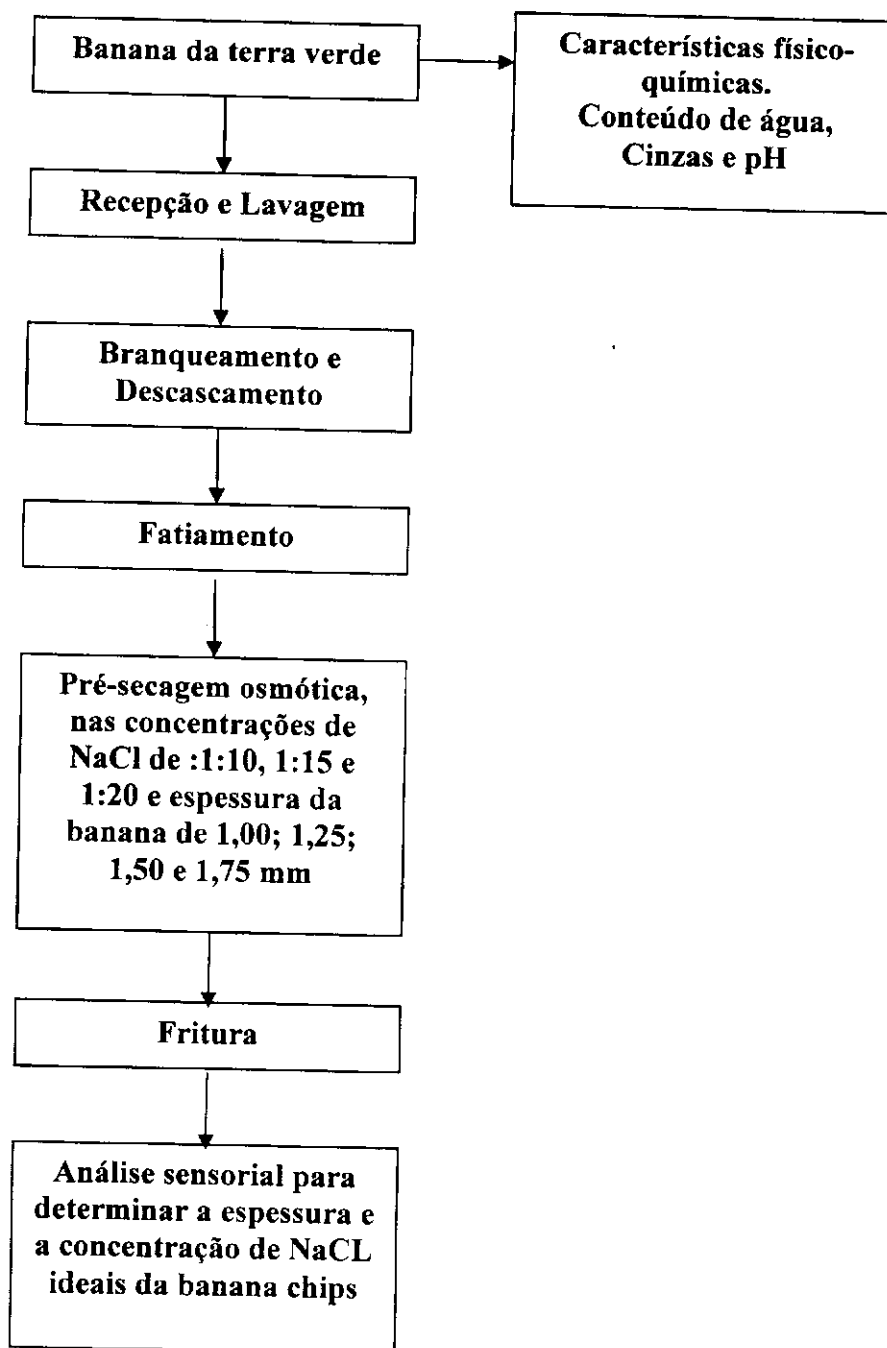 Banana da terra verde
Características físico-
químicas.
Conteúdo de água,
Cinzas e pH
Recepção e Lavagem
Branqueamento e
Descascamento
Fatiamento
Pré-secagem osmótica,
nas concentrações de
NaCl de :1:10, 1:15 e
1:20 e espessura da
banana de 1,00; 1,25;
1,50 e 1,75 mm
Fritura
Análise sensorial para
determinar a espessura e
a concentração de NaCL
ideais da banana chips